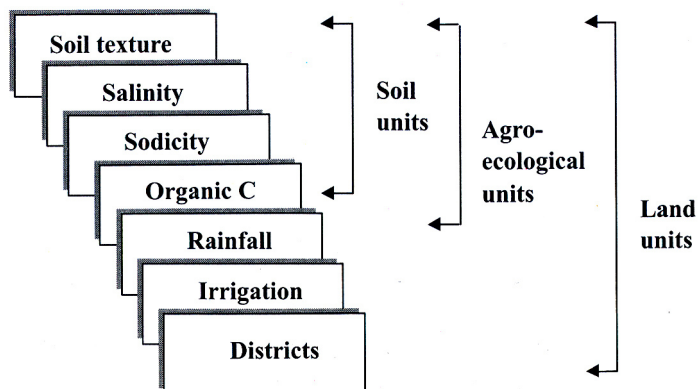 Soil texture
Salinity
Sodicity
Organic C
Rainfall
Irrigation
Districts
Soil
units
Agro-
ecological
units
Land
units